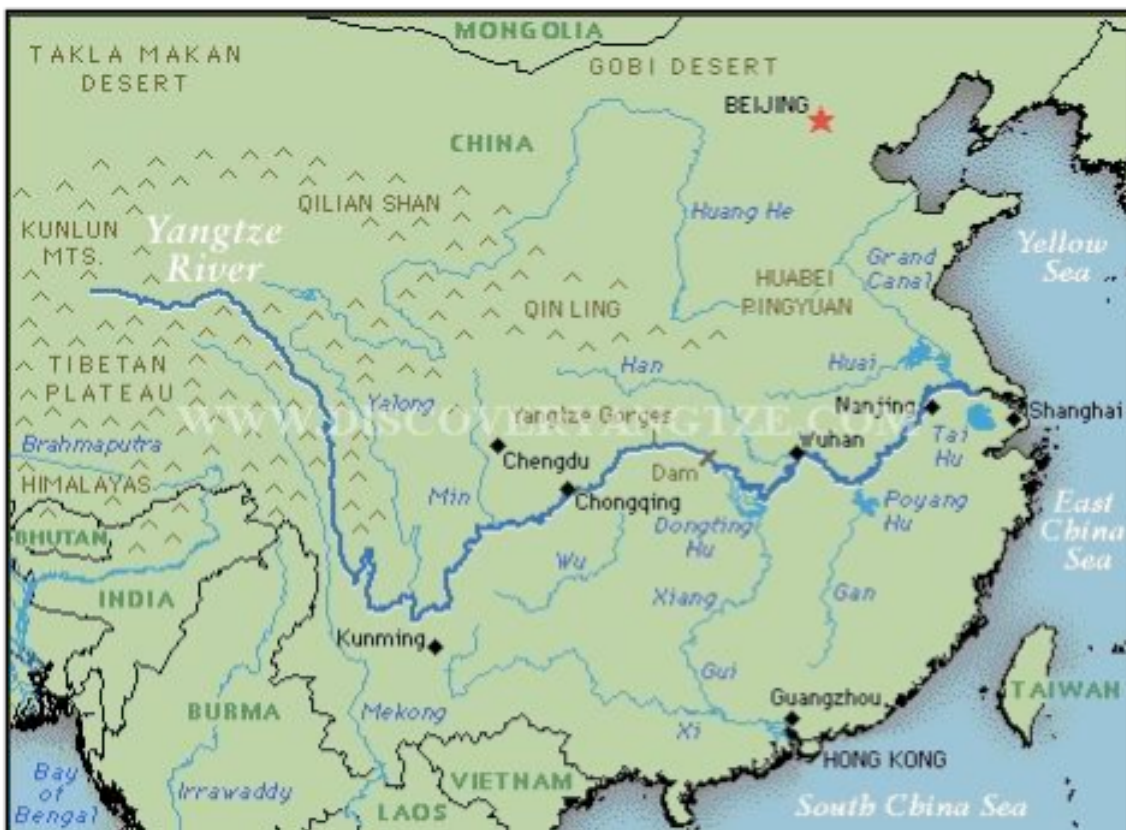 MONGOLIA
TAKLA MAKAN
DESERT
GOBI DESERT
BEIJING
CHINA
QILIAN SHAN
KUNLUN
MTS.
Yangtze
River
Huang He
Grand
Canal
Yellow
Sea
HUABEI
PINGYUAN
QIN LING
TIBETAN
PLATEAU
Han
Huai
Yalong
Yangtze Gorges
WWW.DISCOVERYANGTZE.COM
Nanjing
Shanghai
Tai
Hu
Wuhan
Brahmaputra
Chengdu
Dam
HIMALAYAS
Min
Chongqing
Poyang
Hu
East
China
Sea
Dongting
Hu
BHUTAN
Wu
INDIA
Xiang
Gan
Kunming
Gui
TAIWAN
Guangzhou
BURMA
Mekong
Xi
HONG KONG
Bay
of
Bengal
Irrawaddy
VIETNAM
LAOS
South China Sea